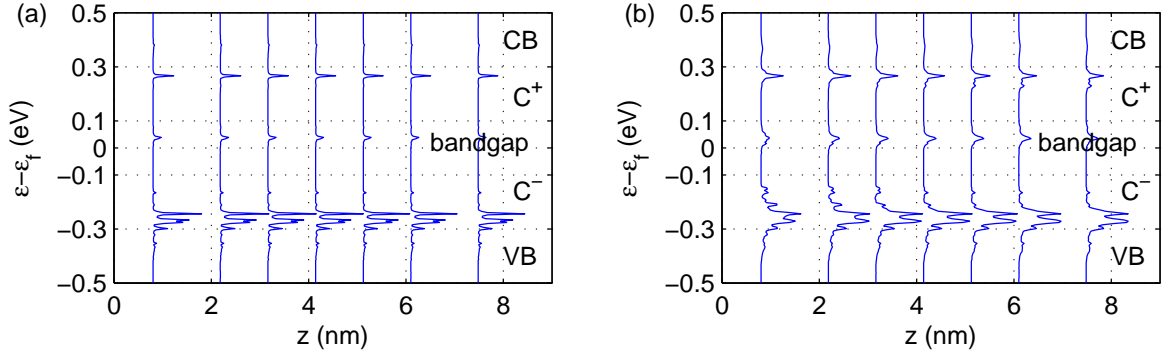 (a)
0.5
0.3
0.1
0
−0.1
−0.3
−0.5
ε−ε_f (eV)
CB
C⁺
bandgap
C⁻
VB
0 2 4 6 8
z (nm)
(b)
0.5
0.3
0.1
0
−0.1
−0.3
−0.5
ε−ε_f (eV)
CB
C⁺
bandgap
C⁻
VB
0 2 4 6 8
z (nm)